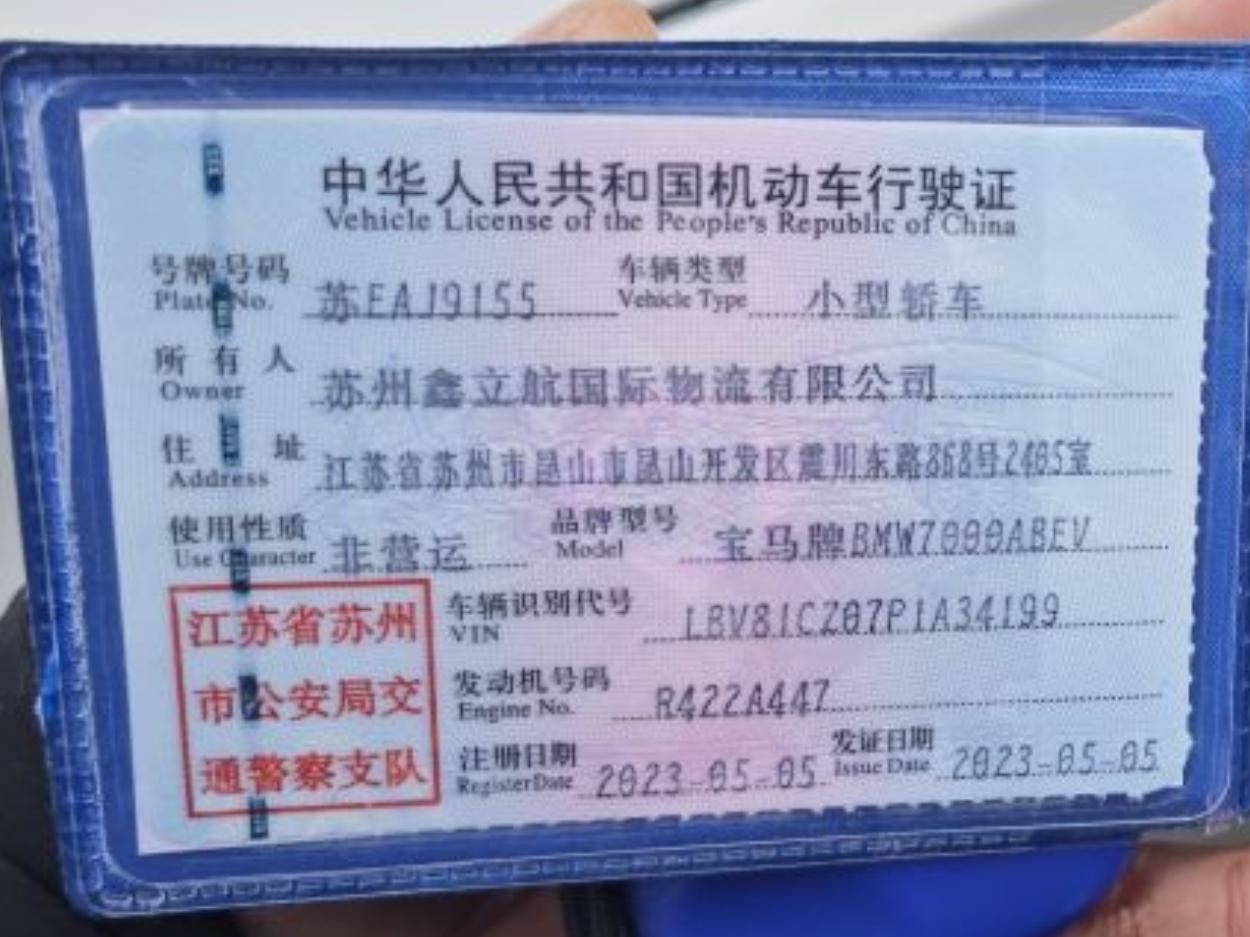 中华人民共和国机动车行驶证
Vehicle License of the People's Republic of China
号牌号码 苏EAJ9155 车辆类型 小型轿车
Plate No. Vehicle Type
所有人 苏州鑫立航国际物流有限公司
Owner
住址 江苏省苏州市昆山市昆山开发区震川东路868号2405室
Address
使用性质 非营运 品牌型号 宝马牌BMW7000ABEV
Use Character Model
江苏省苏州
市公安局交
通警察支队
车辆识别代号 LBV81CZ07P1A34199
VIN
发动机号码 R422A447
Engine No.
注册日期 2023-05-05 发证日期 2023-05-05
Register Date Issue Date